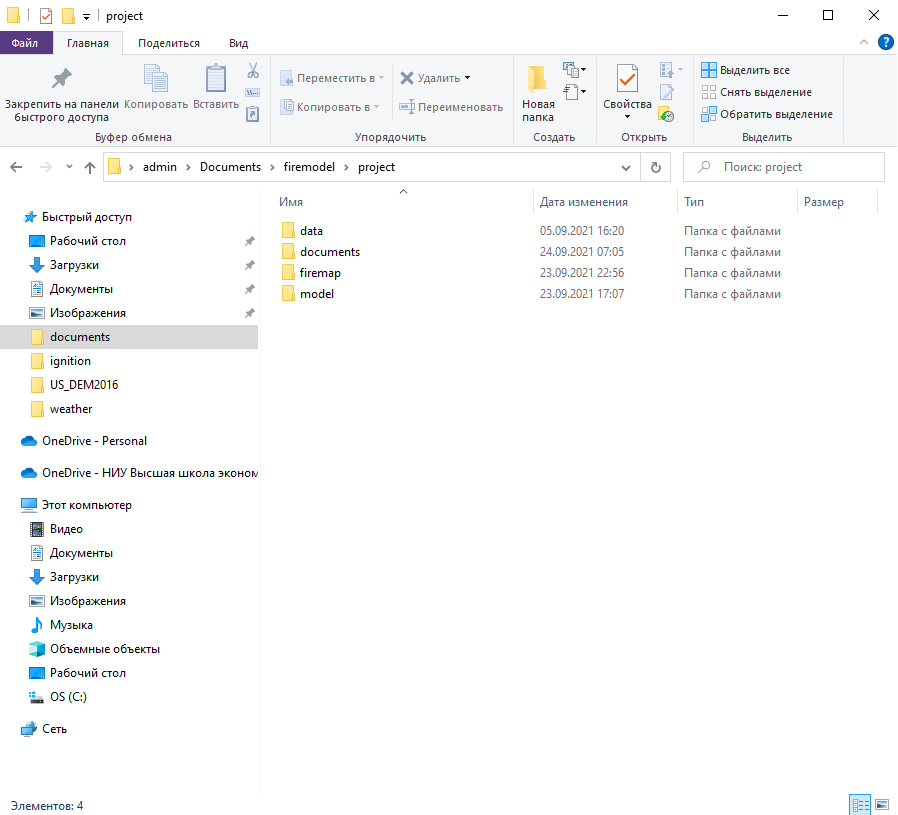 project
Файл Главная Поделиться Вид
Закрепить на панели быстрого доступа
Копировать
Вставить
Буфер обмена
Переместить в
Копировать в
Удалить
Переименовать
Упорядочить
Новая папка
Создать
Свойства
Открыть
Выделить все
Снять выделение
Обратить выделение
Выделить
admin > Documents > firemodel > project
Поиск: project
Быстрый доступ
Рабочий стол
Загрузки
Документы
Изображения
documents
ignition
US_DEM2016
weather
OneDrive - Personal
OneDrive - НИУ Высшая школа эконом
Этот компьютер
Видео
Документы
Загрузки
Изображения
Музыка
Объемные объекты
Рабочий стол
OS (C:)
Сеть
Имя Дата изменения Тип Размер
data 05.09.2021 16:20 Папка с файлами
documents 24.09.2021 07:05 Папка с файлами
firemap 23.09.2021 22:56 Папка с файлами
model 23.09.2021 17:07 Папка с файлами
Элементов: 4